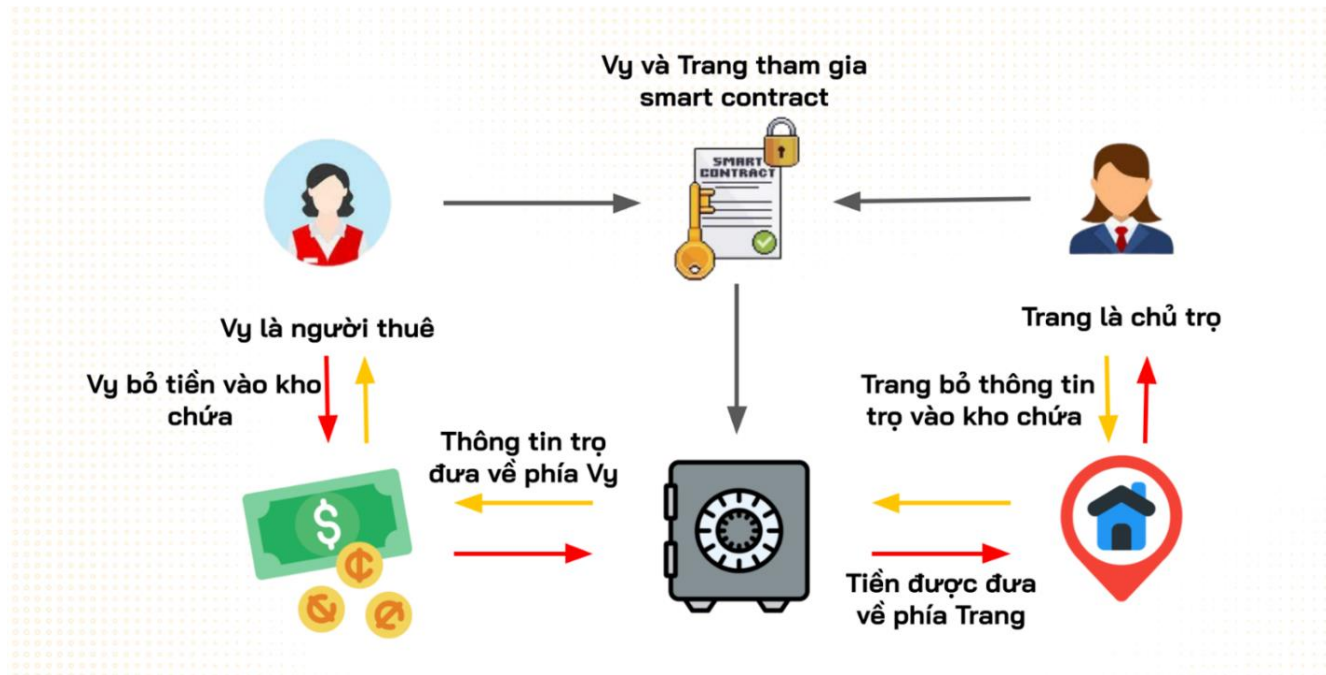 Vy và Trang tham gia
smart contract
SMART
CONTRACT
Vy là người thuê
Trang là chủ trọ
Vy bỏ tiền vào kho
chứa
Trang bỏ thông tin
trọ vào kho chứa
Thông tin trọ
đưa về phía Vy
$
Tiền được đưa
về phía Trang